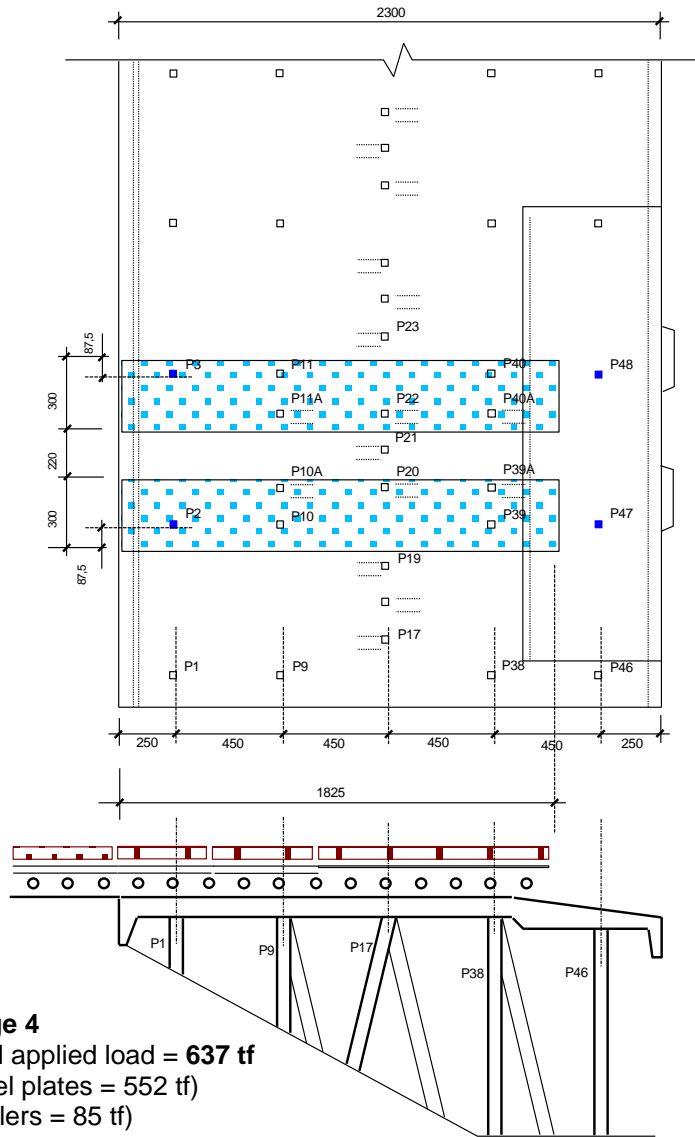 2300
P23
87,5
P3
P11
P40
P48
P11A
P22
P40A
300
P21
220
P10A
P20
P39A
P2
P10
P39
P47
300
87,5
P19
P17
P1
P9
P38
P46
250
450
450
450
450
250
1825
P1
P9
P17
P38
P46
ge 4
l applied load = 637 tf
el plates = 552 tf)
lers = 85 tf)